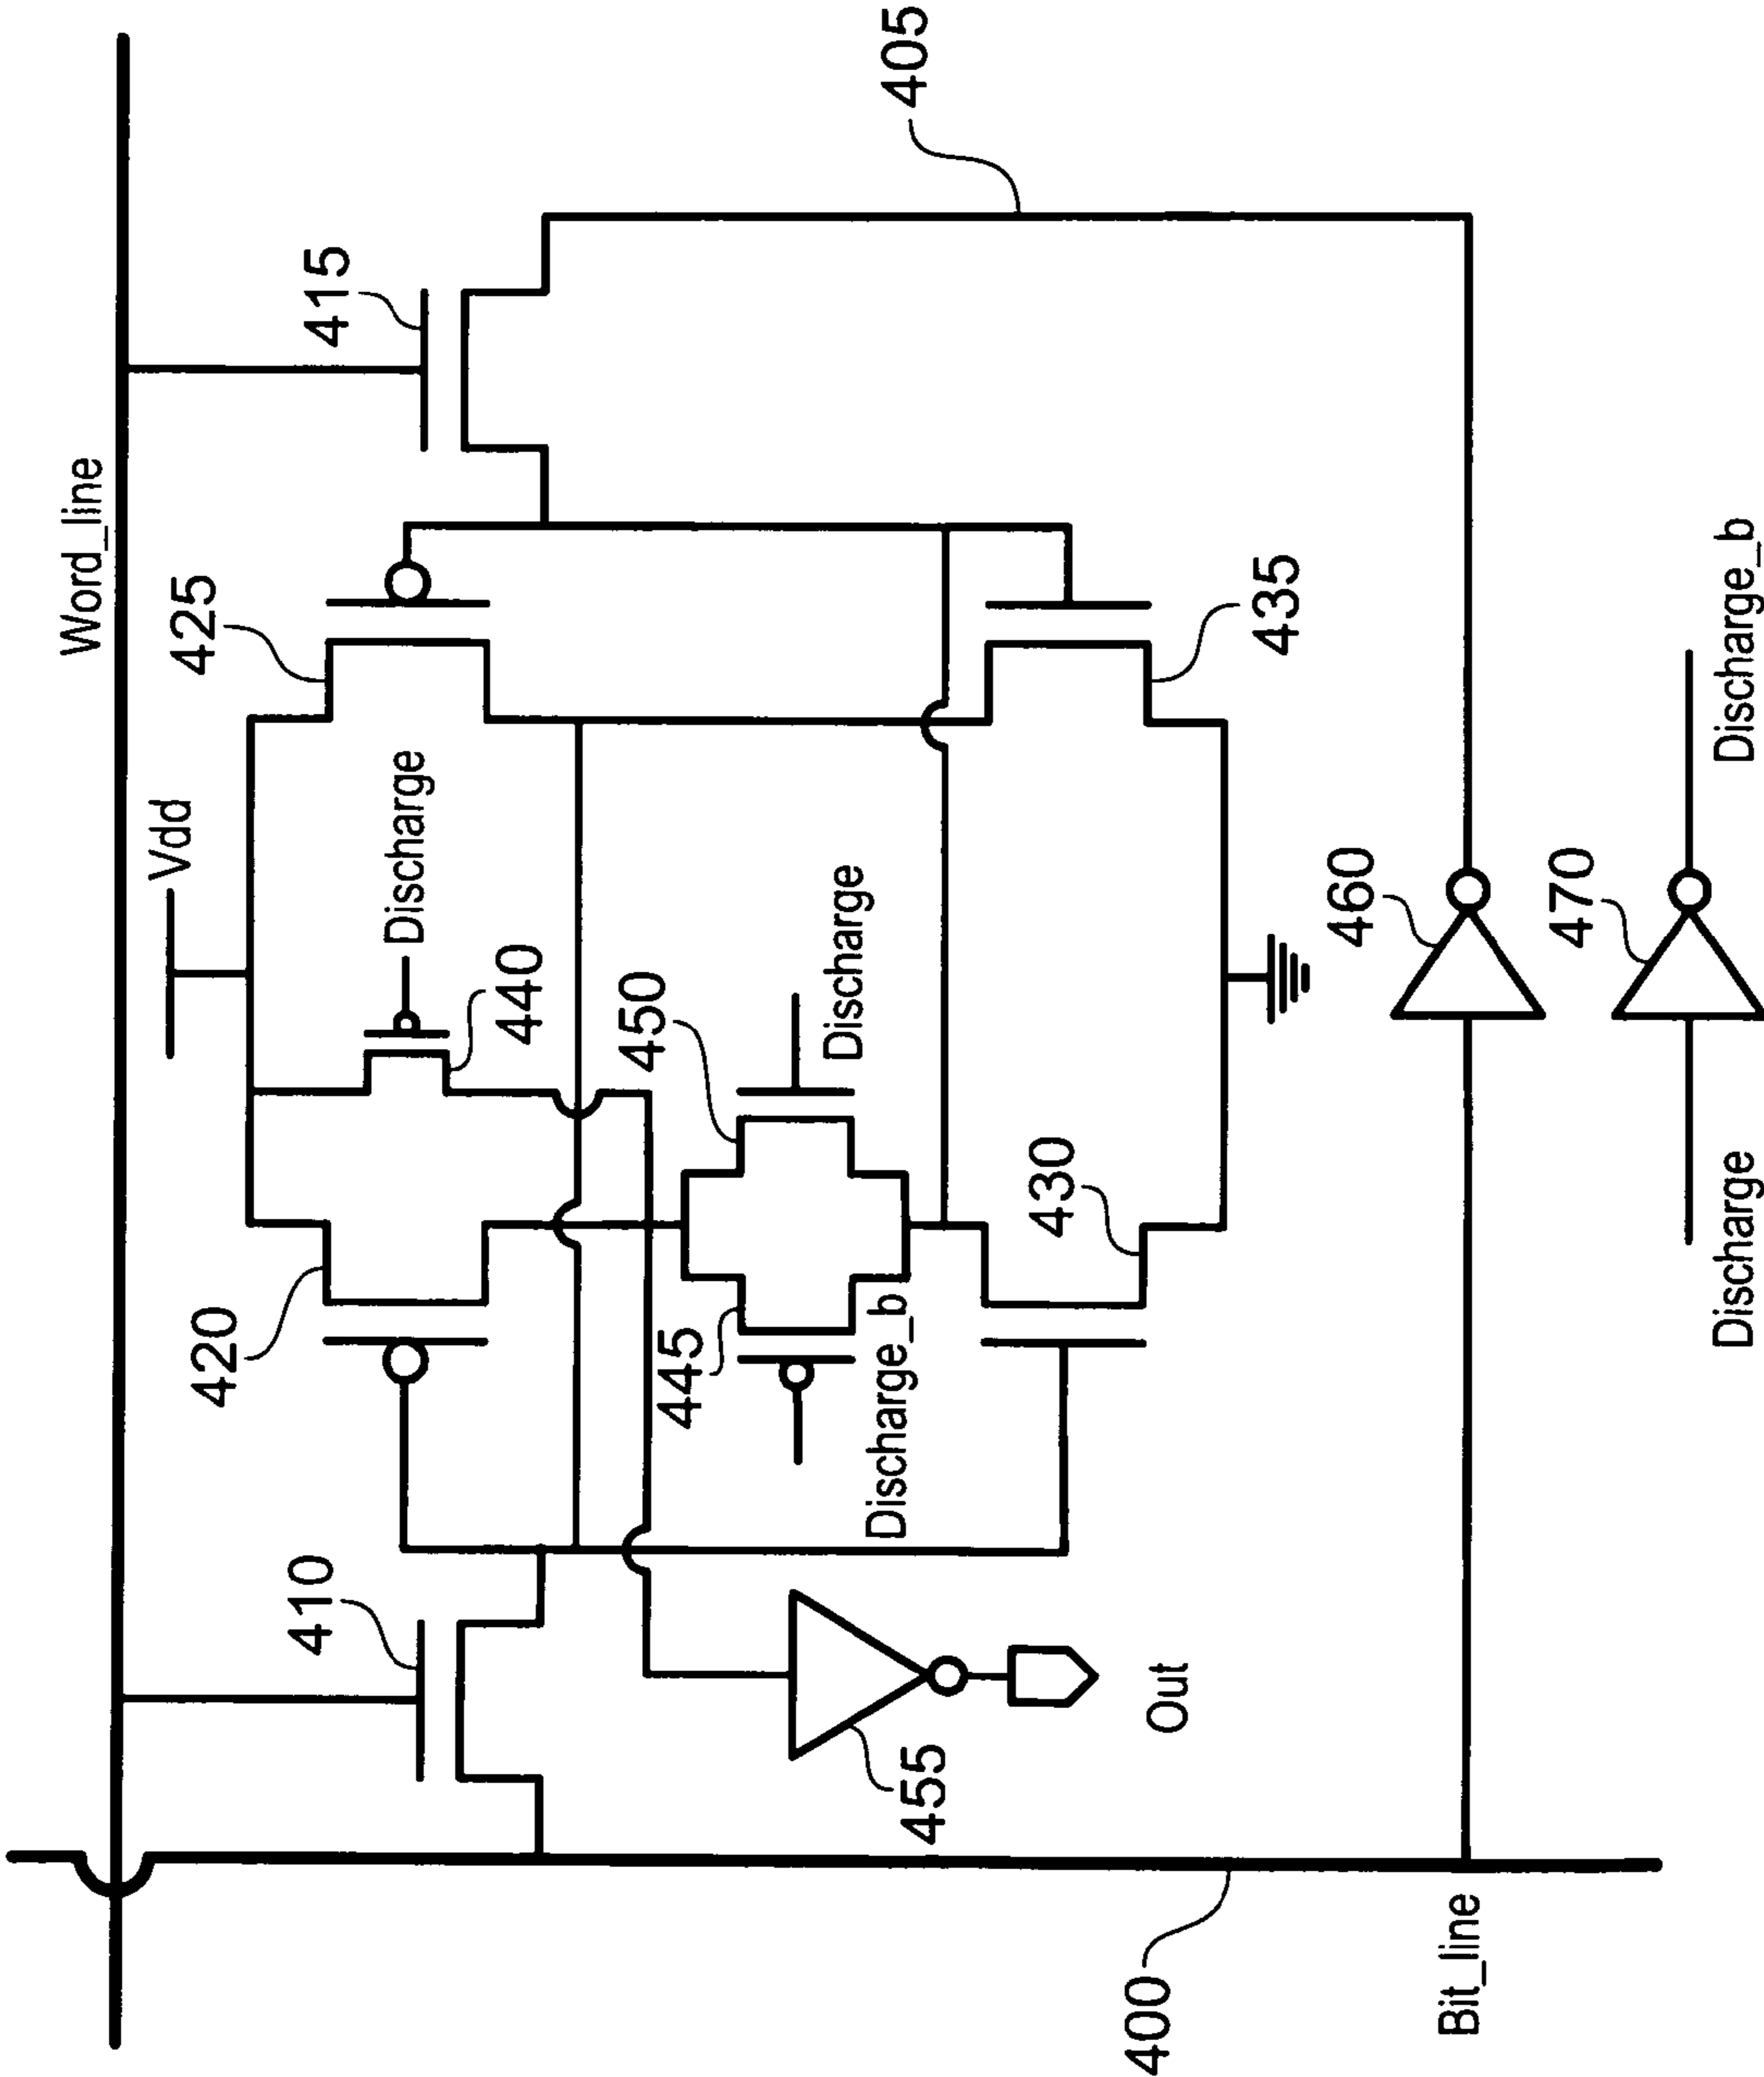 Word_line
Vdd
410
420
440
425
415
Discharge
405
445
450
Discharge
Discharge_b
430
435
455
Out
400
460
Bit_line
470
Discharge
Discharge_b